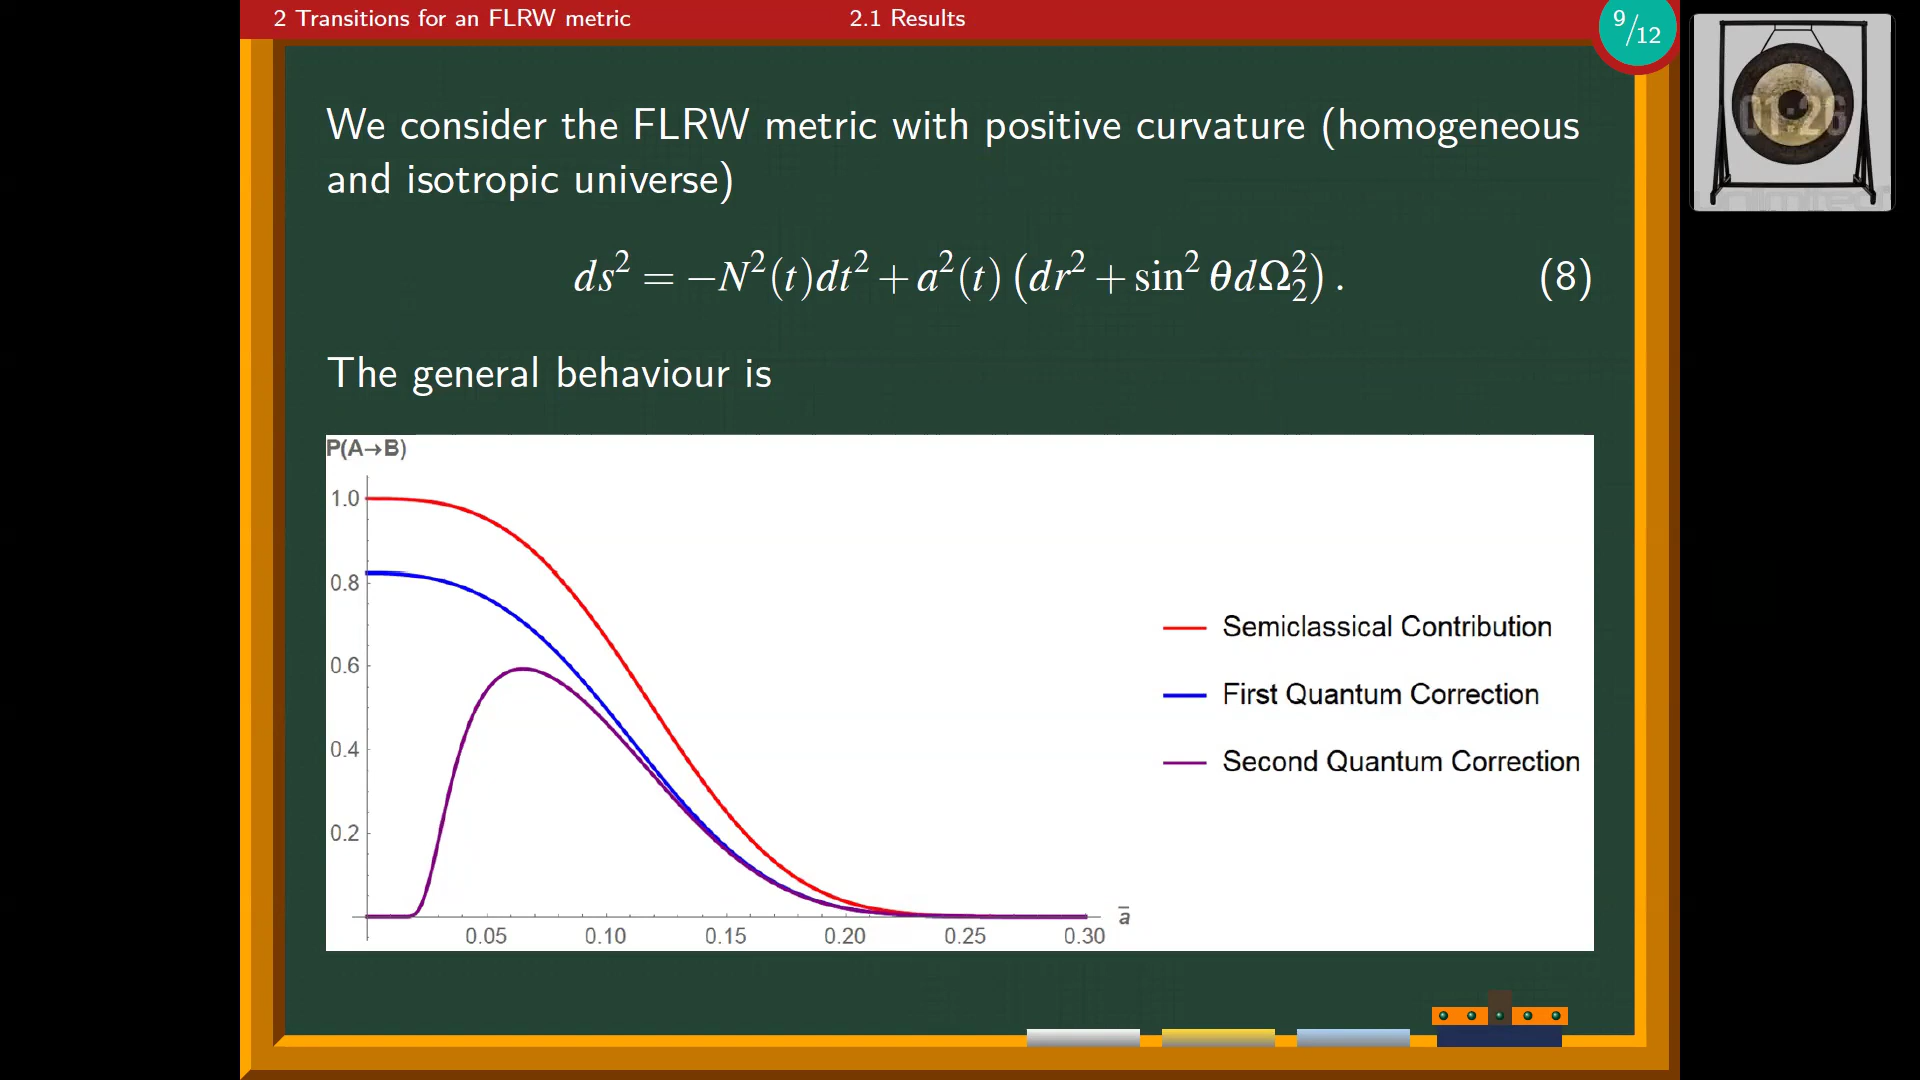 2 Transitions for an FLRW metric
2.1 Results
9/12
01:26
We consider the FLRW metric with positive curvature (homogeneous
and isotropic universe)
ds² = −N²(t)dt² + a²(t) (dr² + sin² θdΩ₂²) . (8)
The general behaviour is
P(A→B)
1.0
0.8
0.6
0.4
0.2
0.05 0.10 0.15 0.20 0.25 0.30
a̅
Semiclassical Contribution
First Quantum Correction
Second Quantum Correction